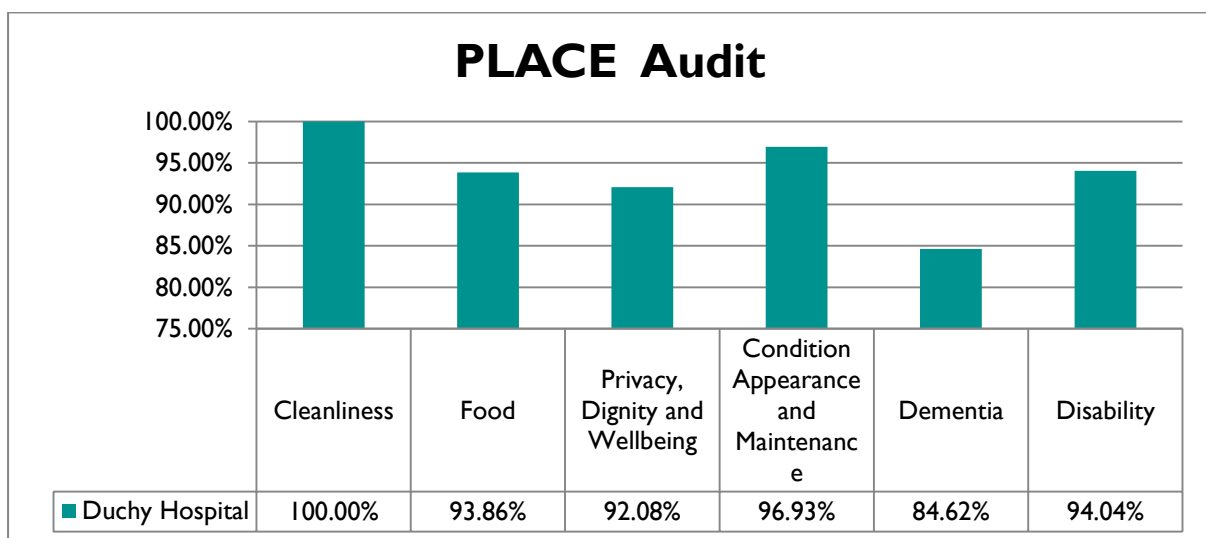 PLACE Audit
100.00%
95.00%
90.00%
85.00%
80.00%
75.00%
Cleanliness
Food
Privacy,
Dignity and
Wellbeing
Condition
Appearance
and
Maintenanc
e
Dementia
Disability
Duchy Hospital 100.00% 93.86% 92.08% 96.93% 84.62% 94.04%